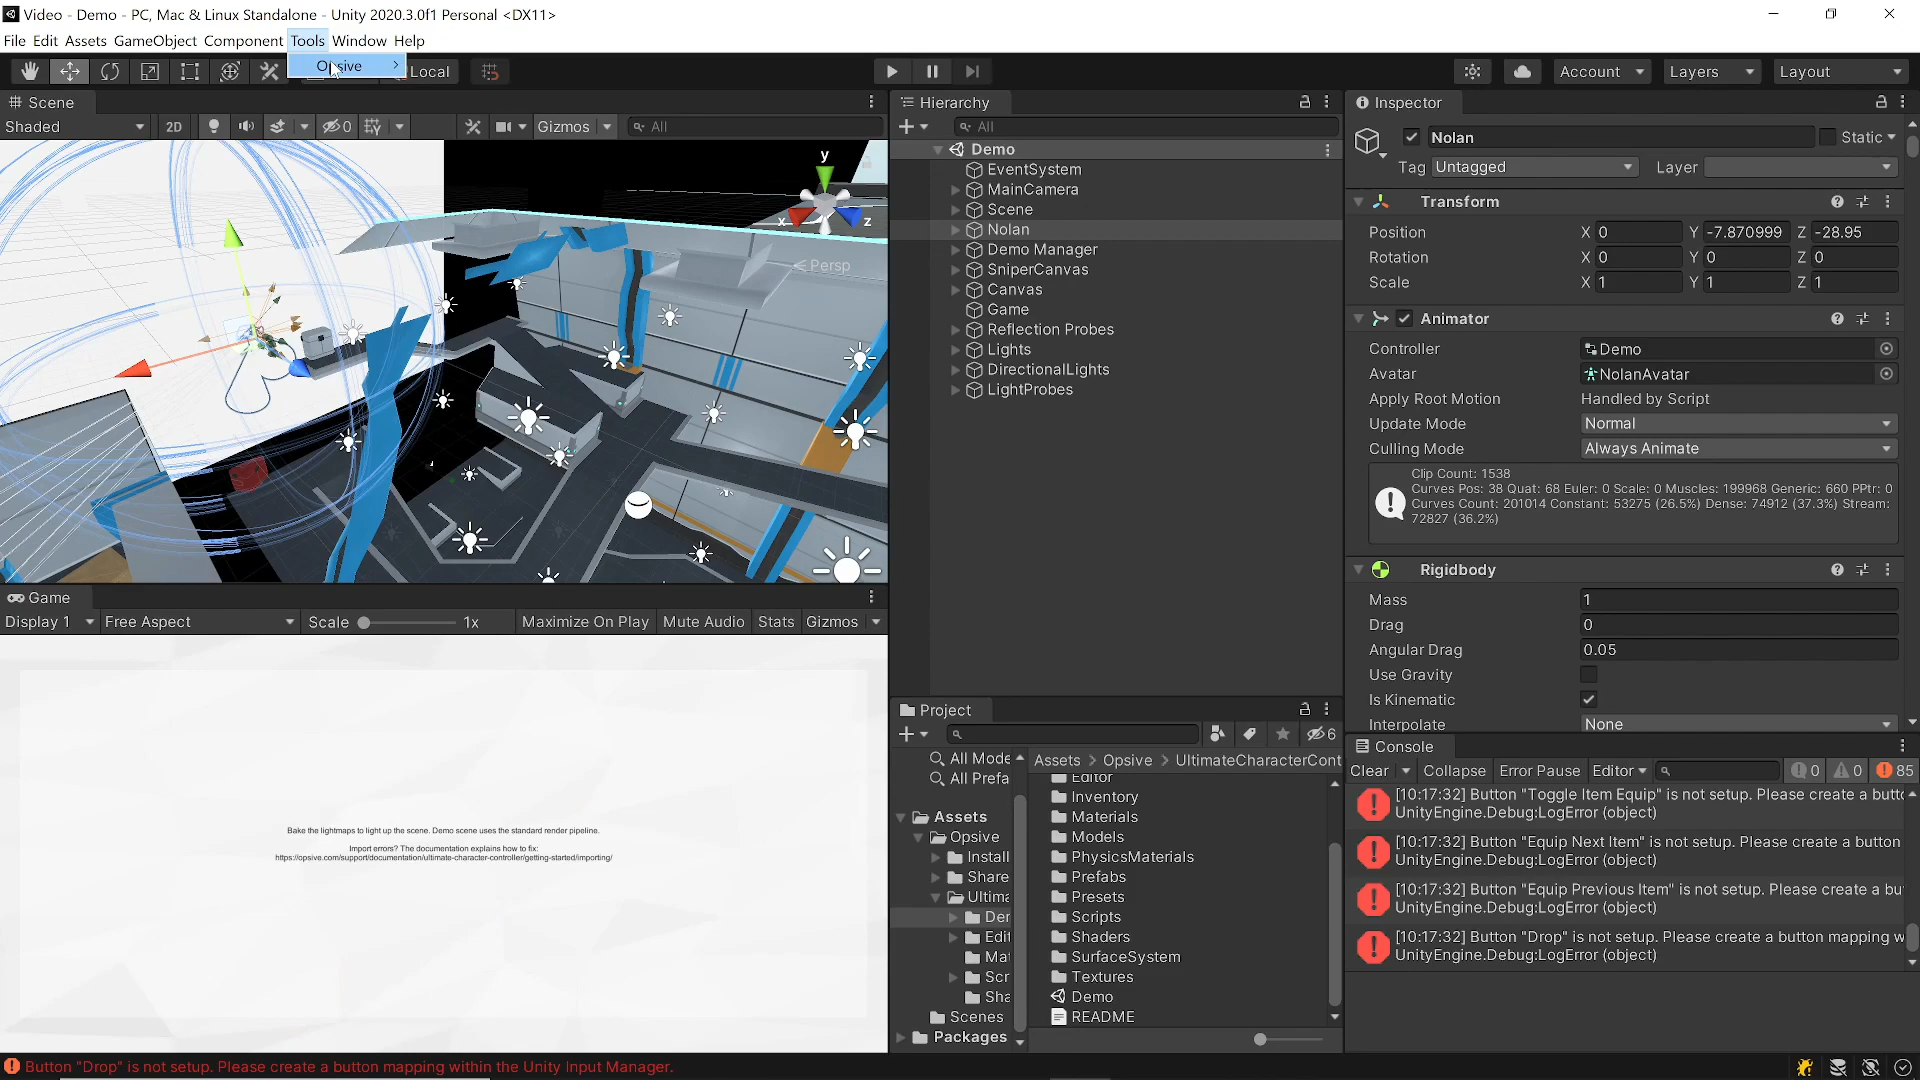 Video - Demo - PC, Mac & Linux Standalone - Unity 2020.3.0f1 Personal <DX11>
File Edit Assets GameObject Component Tools Window Help
Opsive
Local
Account
Layers
Layout
Scene
Shaded
2D
0
Gizmos
All
y
x
z
Persp
Game
Display 1
Free Aspect
Scale
1x
Maximize On Play
Mute Audio
Stats
Gizmos
Bake the lightmaps to light up the scene. Demo scene uses the standard render pipeline.
Import errors? The documentation explains how to fix:
https://opsive.com/support/documentation/ultimate-character-controller/getting-started/importing/
Hierarchy
All
Demo
EventSystem
MainCamera
Scene
Nolan
Demo Manager
SniperCanvas
Canvas
Game
Reflection Probes
Lights
DirectionalLights
LightProbes
Project
6
All Mode
All Prefa
Assets
Opsive
Install
Share
Ultima
Der
Edit
Mat
Scr
Sha
Scenes
Packages
Assets > Opsive > UltimateCharacterCont
Editor
Inventory
Materials
Models
PhysicsMaterials
Prefabs
Presets
Scripts
Shaders
SurfaceSystem
Textures
Demo
README
Inspector
Nolan
Static
Tag Untagged
Layer
Transform
Position X 0 Y -7.870999 Z -28.95
Rotation X 0 Y 0 Z 0
Scale X 1 Y 1 Z 1
Animator
Controller Demo
Avatar NolanAvatar
Apply Root Motion Handled by Script
Update Mode Normal
Culling Mode Always Animate
Clip Count: 1538
Curves Pos: 38 Quat: 68 Euler: 0 Scale: 0 Muscles: 199968 Generic: 660 PPtr: 0
Curves Count: 201014 Constant: 53275 (26.5%) Dense: 74912 (37.3%) Stream:
72827 (36.2%)
Rigidbody
Mass 1
Drag 0
Angular Drag 0.05
Use Gravity
Is Kinematic
Interpolate None
Console
Clear
Collapse
Error Pause
Editor
0
0
85
[10:17:32] Button "Toggle Item Equip" is not setup. Please create a butto
UnityEngine.Debug:LogError (object)
[10:17:32] Button "Equip Next Item" is not setup. Please create a button
UnityEngine.Debug:LogError (object)
[10:17:32] Button "Equip Previous Item" is not setup. Please create a bu
UnityEngine.Debug:LogError (object)
[10:17:32] Button "Drop" is not setup. Please create a button mapping w
UnityEngine.Debug:LogError (object)
Button "Drop" is not setup. Please create a button mapping within the Unity Input Manager.